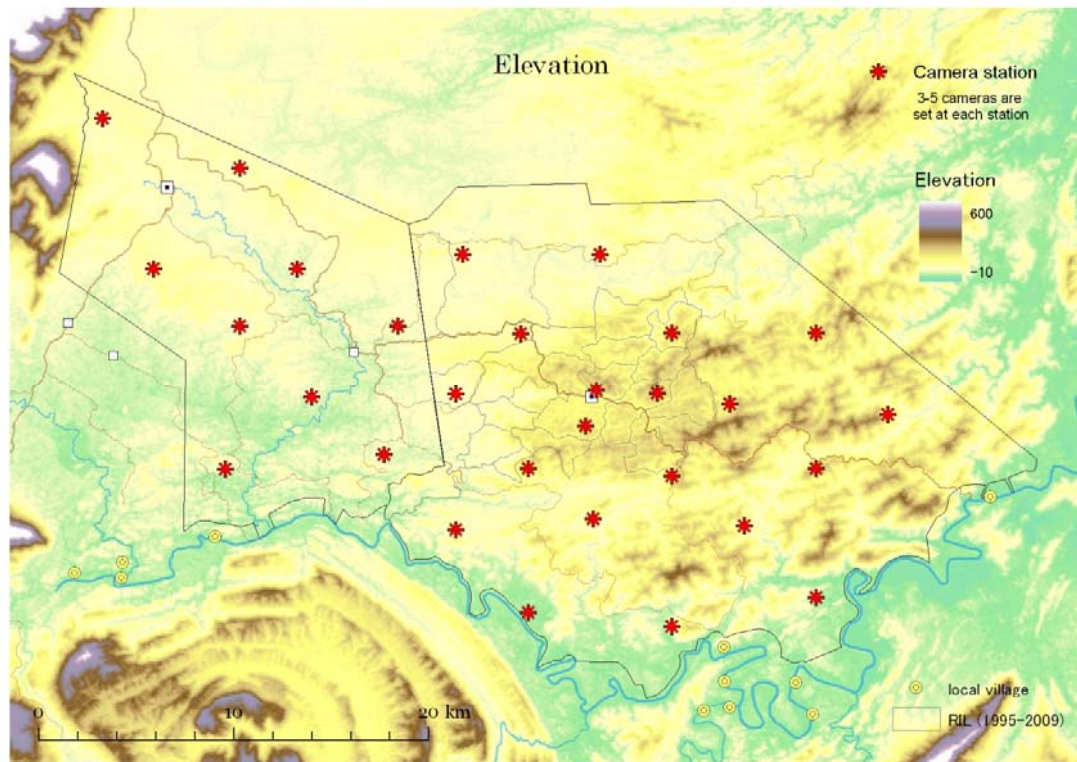 Elevation
Camera station
3-5 cameras are
set at each station
Elevation
600
-10
local village
RIL (1995-2009)
0
10
20 km